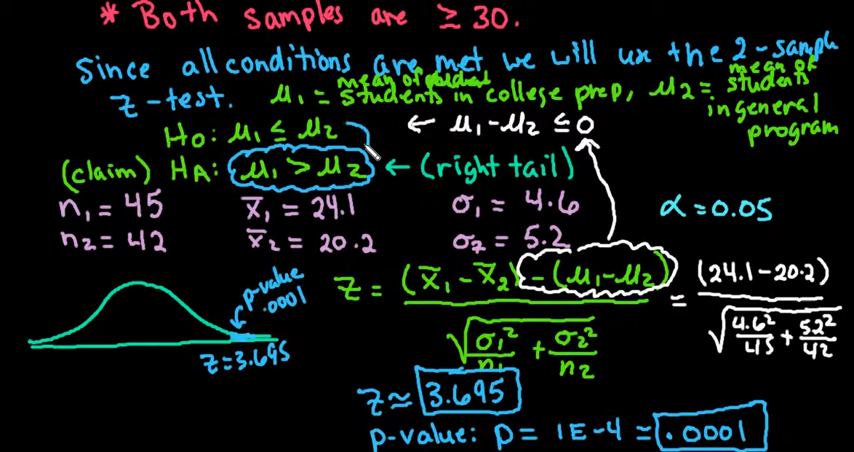 * Both samples are ≥ 30.
Since all conditions are met, we will use the 2-sample
z-test. μ₁ = mean of students in college prep, μ₂ = mean of students in general program
H₀: μ₁ ≤ μ₂ ← μ₁-μ₂ ≤ 0
(claim) HA: μ₁ > μ₂ ← (right tail)
n₁ = 45 x̄₁ = 24.1 σ₁ = 4.6 α = 0.05
n₂ = 42 x̄₂ = 20.2 σ₂ = 5.2
p-value .0001
z = 3.695
z = ((x̄₁-x̄₂) - (μ₁-μ₂)) / √(σ₁²/n₁ + σ₂²/n₂) = (24.1-20.2) / √(4.6²/45 + 5.2²/42)
z ≈ 3.695
p-value: p = 1E-4 = .0001